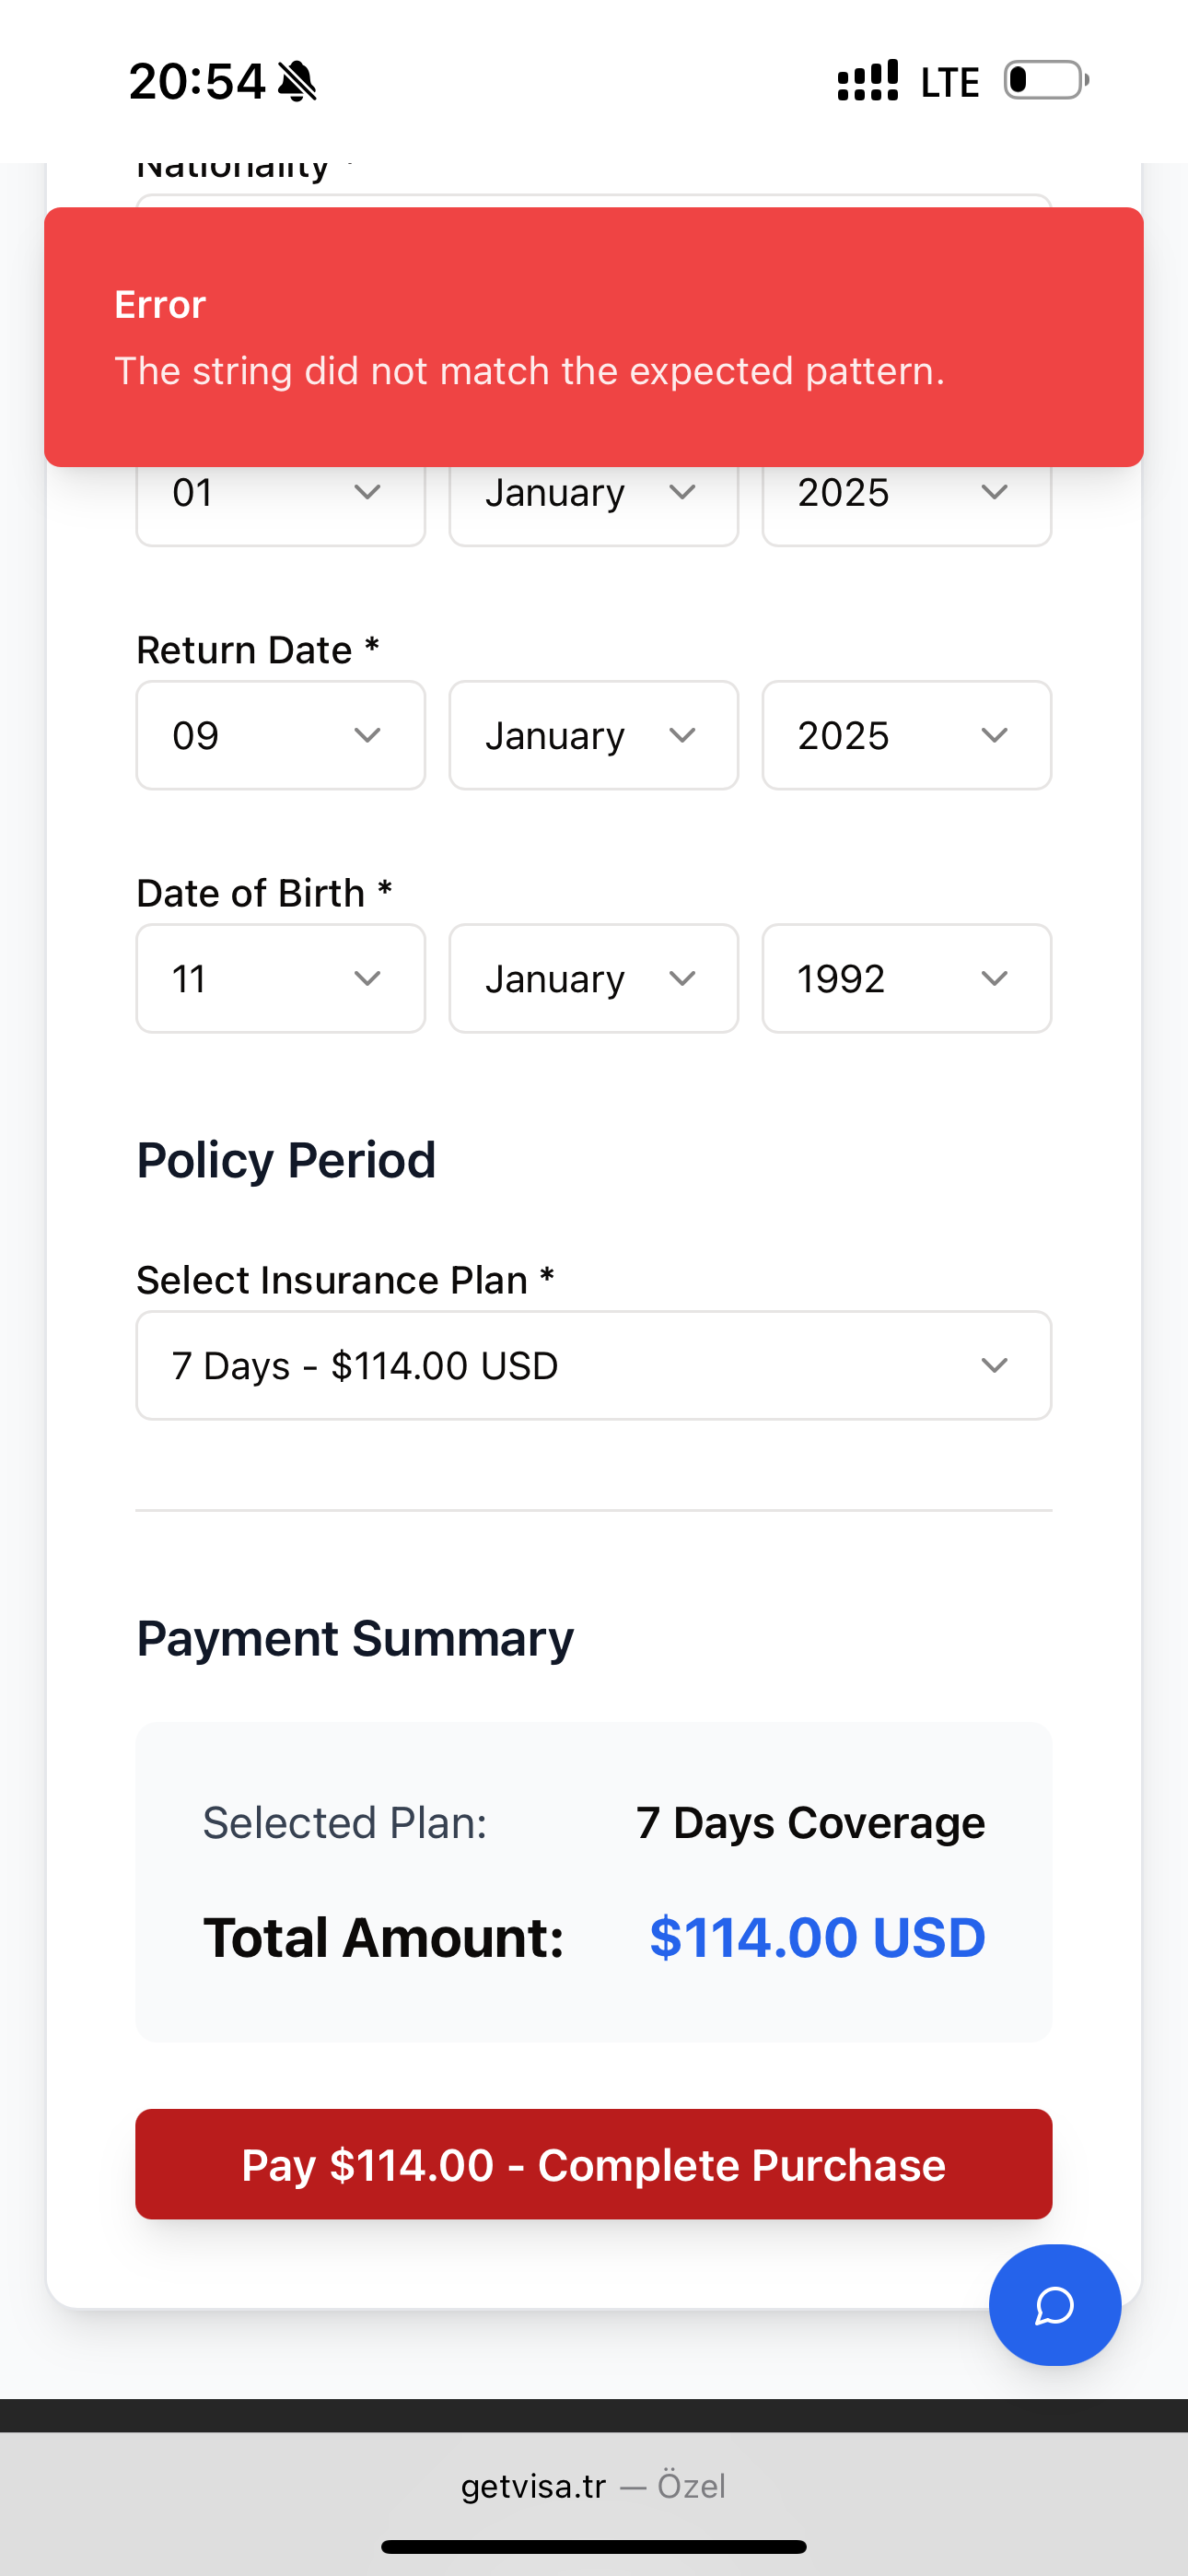 20:54 LTE
Nationality *
Error
The string did not match the expected pattern.
01 January 2025
Return Date *
09 January 2025
Date of Birth *
11 January 1992
Policy Period
Select Insurance Plan *
7 Days - $114.00 USD
Payment Summary
Selected Plan: 7 Days Coverage
Total Amount: $114.00 USD
Pay $114.00 - Complete Purchase
getvisa.tr — Özel